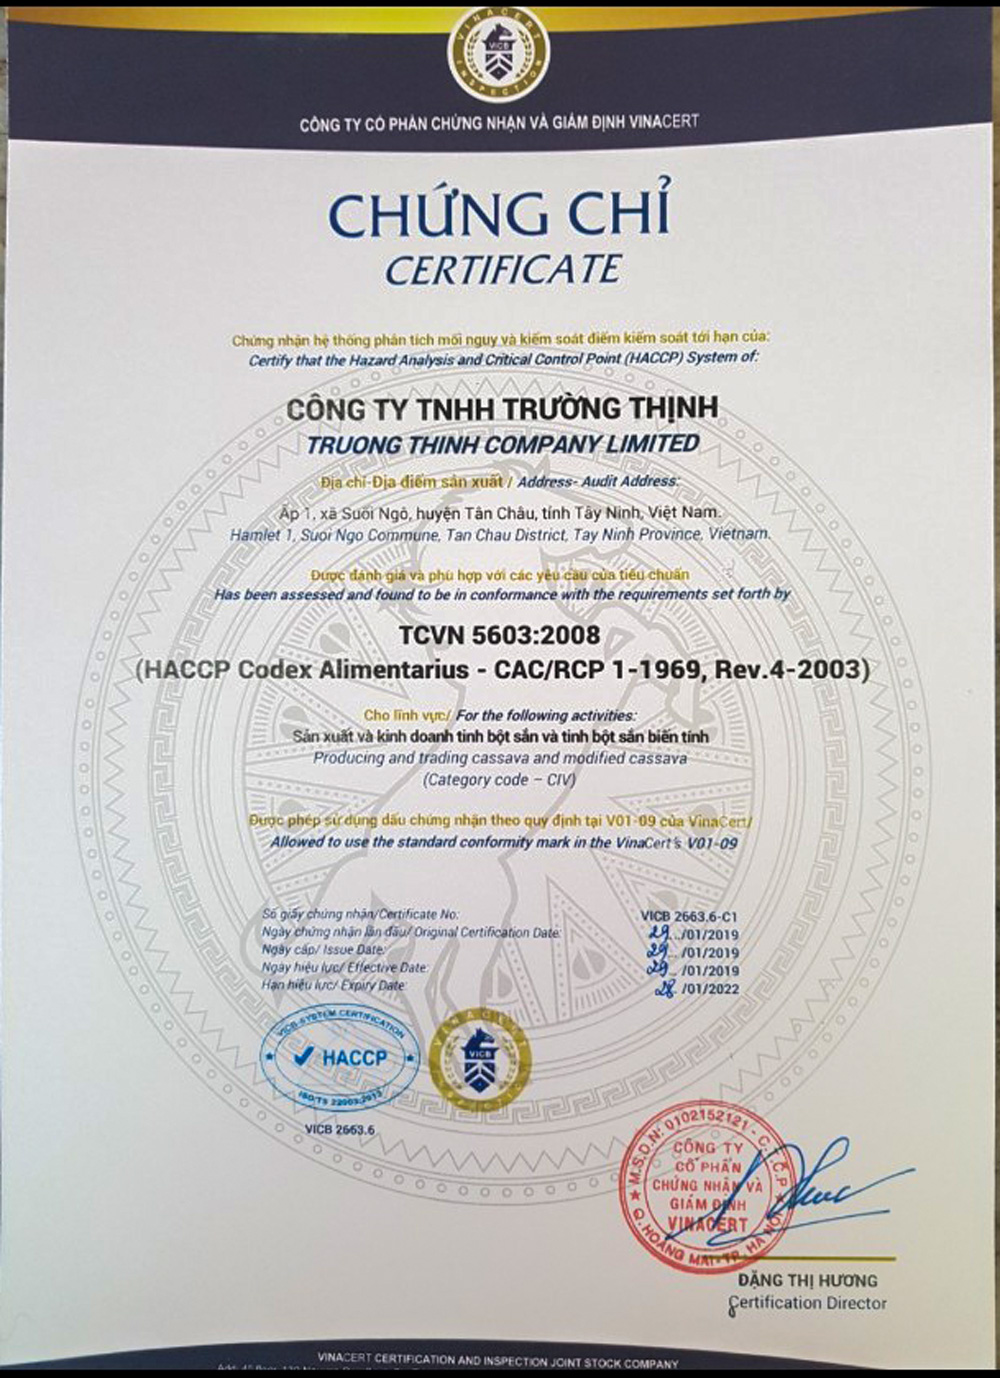 VINACERT
VICB
INSPECTION
CÔNG TY CỔ PHẦN CHỨNG NHẬN VÀ GIÁM ĐỊNH VINACERT
CHỨNG CHỈ
CERTIFICATE
Chứng nhận hệ thống phân tích mối nguy và kiểm soát điểm kiểm soát tới hạn của:
Certify that the Hazard Analysis and Critical Control Point (HACCP) System of:
CÔNG TY TNHH TRƯỜNG THỊNH
TRUONG THINH COMPANY LIMITED
Địa chỉ-Địa điểm sản xuất / Address- Audit Address:
Ấp 1, xã Suối Ngô, huyện Tân Châu, tỉnh Tây Ninh, Việt Nam.
Hamlet 1, Suoi Ngo Commune, Tan Chau District, Tay Ninh Province, Vietnam.
Được đánh giá và phù hợp với các yêu cầu của tiêu chuẩn
Has been assessed and found to be in conformance with the requirements set forth by
TCVN 5603:2008
(HACCP Codex Alimentarius - CAC/RCP 1-1969, Rev.4-2003)
Cho lĩnh vực/ For the following activities:
Sản xuất và kinh doanh tinh bột sắn và tinh bột sắn biến tính
Producing and trading cassava and modified cassava
(Category code – CIV)
Được phép sử dụng dấu chứng nhận theo quy định tại V01-09 của VinaCert/
Allowed to use the standard conformity mark in the VinaCert's V01-09
Số giấy chứng nhận/Certificate No: VICB 2663.6-C1
Ngày chứng nhận lần đầu/ Original Certification Date: 29../01/2019
Ngày cấp/ Issue Date: 29../01/2019
Ngày hiệu lực/ Effective Date: 29../01/2019
Hạn hiệu lực/ Expiry Date: 28./01/2022
VICB-SYSTEM CERTIFICATION
HACCP
ISO/TS 22003:2013
VICB 2663.6
VINACERT
VICB
M.S.D.N: 0102152121 - C.T.C.P
CÔNG TY
CỔ PHẦN
CHỨNG NHẬN VÀ
GIÁM ĐỊNH
VINACERT
Q. HOÀNG MAI - TP. HÀ NỘI
ĐẶNG THỊ HƯƠNG
Certification Director
VINACERT CERTIFICATION AND INSPECTION JOINT STOCK COMPANY